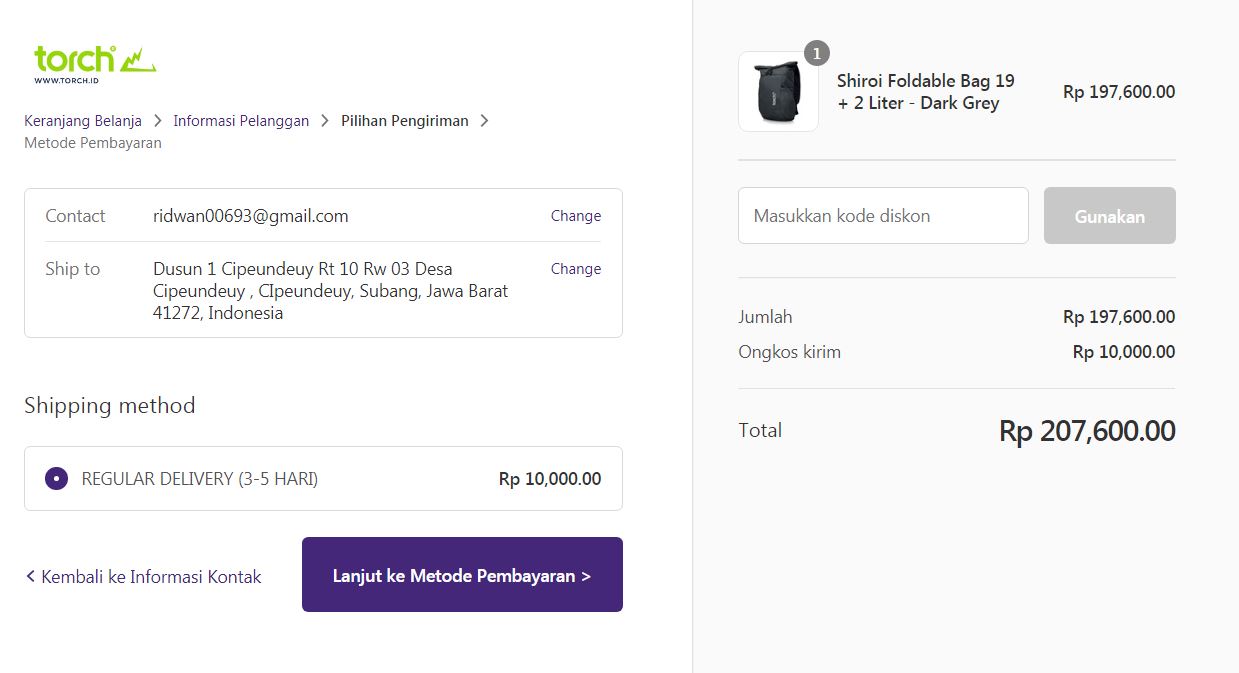 torch
WWW.TORCH.ID
Keranjang Belanja > Informasi Pelanggan > Pilihan Pengiriman >
Metode Pembayaran
Contact ridwan00693@gmail.com Change
Ship to Dusun 1 Cipeundeuy Rt 10 Rw 03 Desa Change
Cipeundeuy , CIpeundeuy, Subang, Jawa Barat
41272, Indonesia
Shipping method
REGULAR DELIVERY (3-5 HARI) Rp 10,000.00
< Kembali ke Informasi Kontak
Lanjut ke Metode Pembayaran >
1
Shiroi Foldable Bag 19 Rp 197,600.00
+ 2 Liter - Dark Grey
Masukkan kode diskon Gunakan
Jumlah Rp 197,600.00
Ongkos kirim Rp 10,000.00
Total Rp 207,600.00